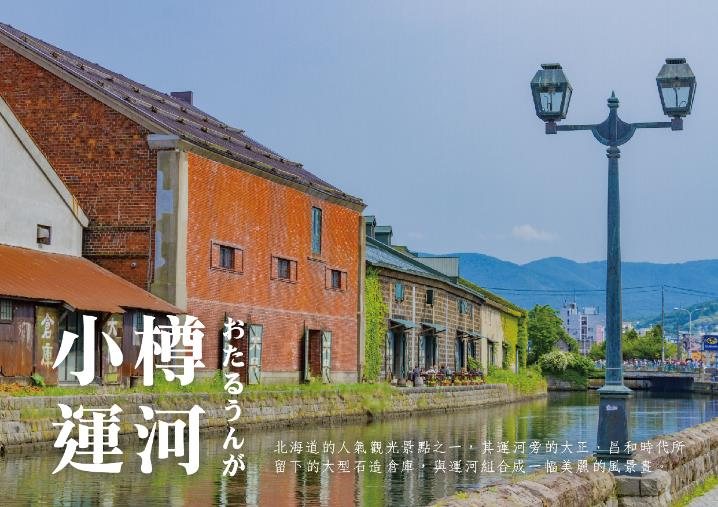 小樽
運河
おたるうんが
北海道的人氣觀光景點之一，其運河旁的大正、昌和時代所
留下的大型石造倉庫，與運河組合成一幅美麗的風景畫。
倉庫